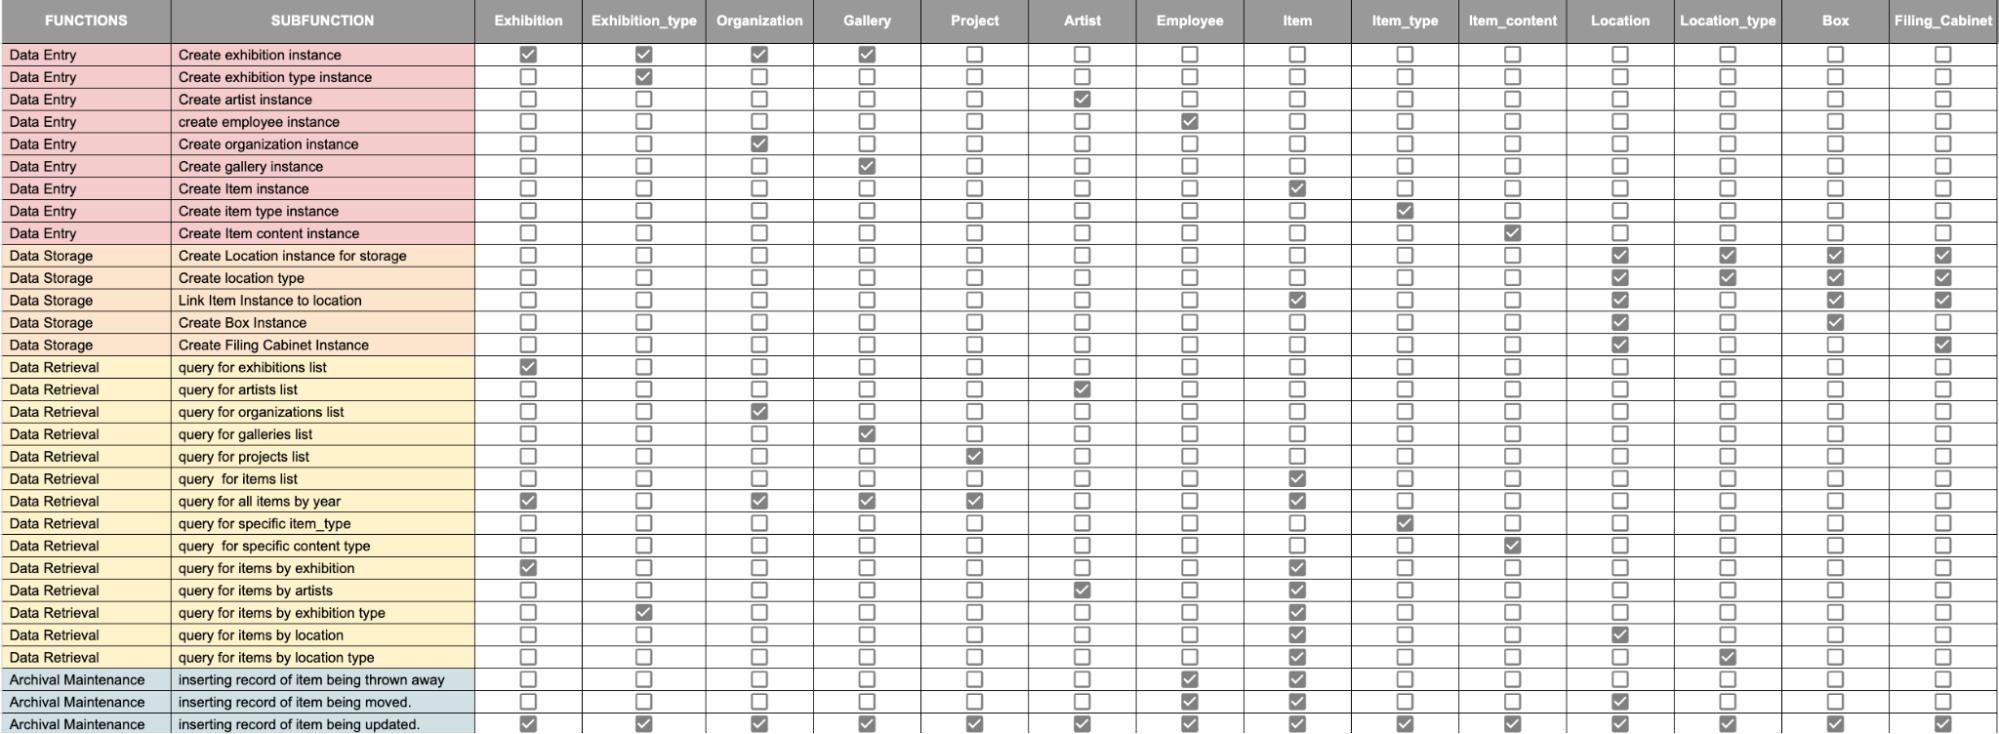 FUNCTIONS SUBFUNCTION Exhibition Exhibition_type Organization Gallery Project Artist Employee Item Item_type Item_content Location Location_type Box Filing_Cabinet
Data Entry Create exhibition instance
Data Entry Create exhibition type instance
Data Entry Create artist instance
Data Entry create employee instance
Data Entry Create organization instance
Data Entry Create gallery instance
Data Entry Create Item instance
Data Entry Create item type instance
Data Entry Create Item content instance
Data Storage Create Location instance for storage
Data Storage Create location type
Data Storage Link Item Instance to location
Data Storage Create Box Instance
Data Storage Create Filing Cabinet Instance
Data Retrieval query for exhibitions list
Data Retrieval query for artists list
Data Retrieval query for organizations list
Data Retrieval query for galleries list
Data Retrieval query for projects list
Data Retrieval query for items list
Data Retrieval query for all items by year
Data Retrieval query for specific item_type
Data Retrieval query for specific content type
Data Retrieval query for items by exhibition
Data Retrieval query for items by artists
Data Retrieval query for items by exhibition type
Data Retrieval query for items by location
Data Retrieval query for items by location type
Archival Maintenance inserting record of item being thrown away
Archival Maintenance inserting record of item being moved.
Archival Maintenance inserting record of item being updated.